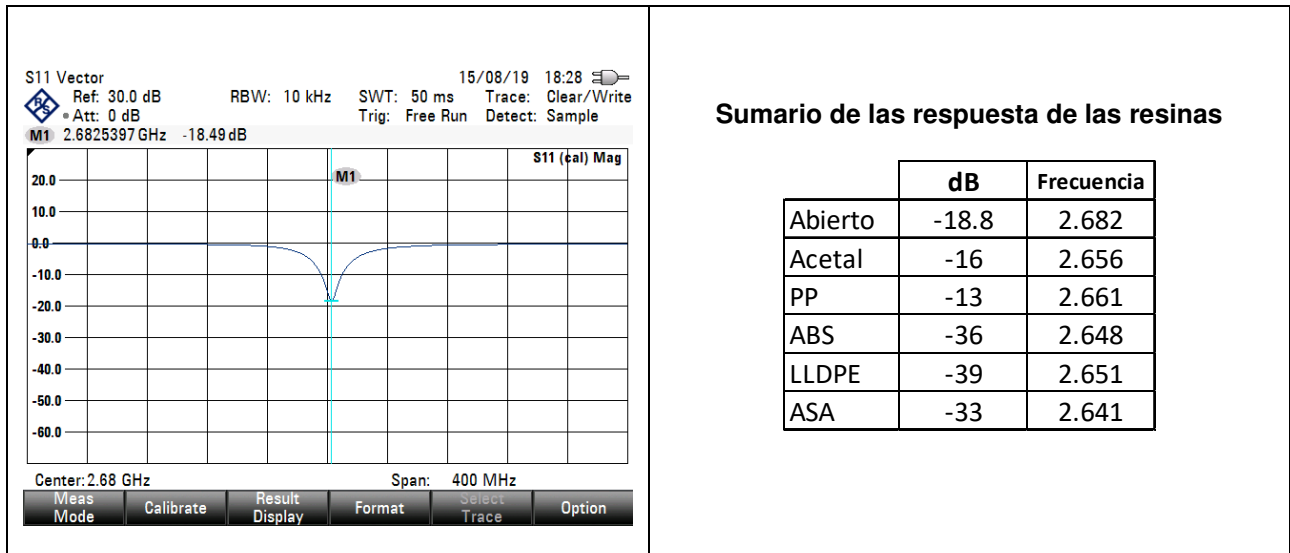 S11 Vector 15/08/19 18:28
R&S Ref: 30.0 dB RBW: 10 kHz SWT: 50 ms Trace: Clear/Write
• Att: 0 dB Trig: Free Run Detect: Sample
M1 2.6825397 GHz -18.49 dB
S11 (cal) Mag
M1
20.0
10.0
0.0
-10.0
-20.0
-30.0
-40.0
-50.0
-60.0
Center: 2.68 GHz Span: 400 MHz
Meas Mode Calibrate Result Display Format Select Trace Option
Sumario de las respuesta de las resinas
dB Frecuencia
Abierto -18.8 2.682
Acetal -16 2.656
PP -13 2.661
ABS -36 2.648
LLDPE -39 2.651
ASA -33 2.641